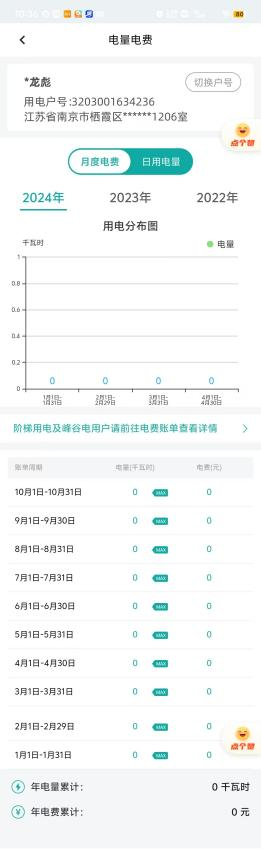 10:36
80
电量电费
*龙彪
切换户号
用电户号:3203001634236
江苏省南京市栖霞区******1206室
点个赞
月度电费
日用电量
2024年
2023年
2022年
用电分布图
千瓦时
电量
1
0.8
0.6
0.4
0.2
0
0 0 0 0
1月1日-
1月31日
2月1日-
2月29日
3月1日-
3月31日
4月1日-
4月30日
阶梯用电及峰谷电用户请前往电费账单查看详情
账单周期 电量(千瓦时) 电费(元)
10月1日-10月31日 0 MAX 0
9月1日-9月30日 0 MAX 0
8月1日-8月31日 0 MAX 0
7月1日-7月31日 0 MAX 0
6月1日-6月30日 0 MAX 0
5月1日-5月31日 0 MAX 0
4月1日-4月30日 0 MAX 0
3月1日-3月31日 0 MAX 0
2月1日-2月29日 0 MAX 0
点个赞
1月1日-1月31日 0 MAX 0
年电量累计: 0 千瓦时
年电费累计: 0 元